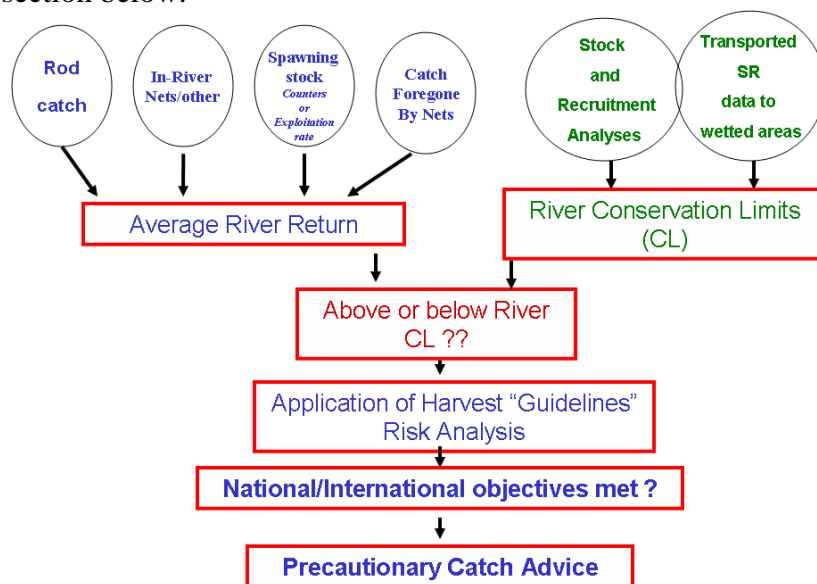 section below.
Rod
catch
In-River
Nets/other
Spawning
stock
Counters
or
Exploitation
rate
Catch
Foregone
By Nets
Stock
and
Recruitment
Analyses
Transported
SR
data to
wetted areas
Average River Return
River Conservation Limits
(CL)
Above or below River
CL ??
Application of Harvest “Guidelines”
Risk Analysis
National/International objectives met ?
Precautionary Catch Advice